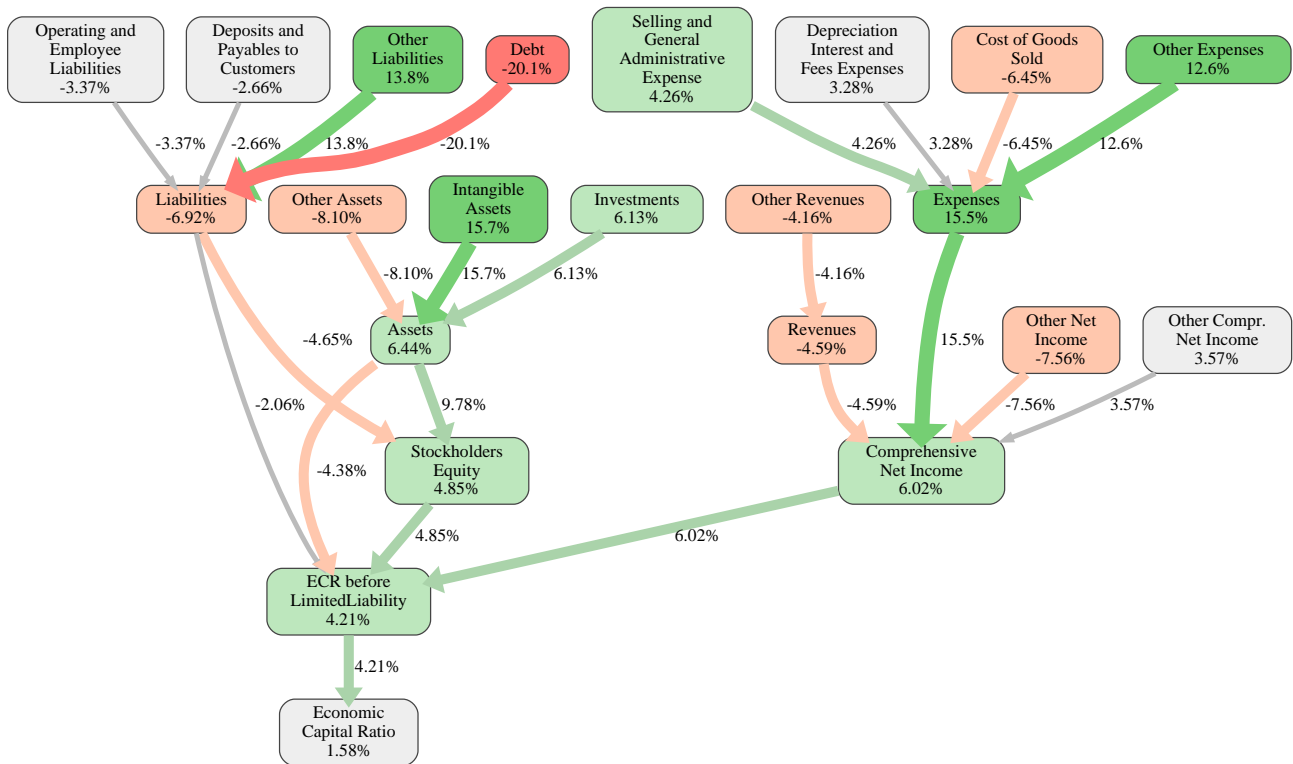 Operating and
Employee
Liabilities
-3.37%
Deposits and
Payables to
Customers
-2.66%
Other
Liabilities
13.8%
Debt
-20.1%
Selling and
General
Administrative
Expense
4.26%
Depreciation
Interest and
Fees Expenses
3.28%
Cost of Goods
Sold
-6.45%
Other Expenses
12.6%
-3.37%
-2.66%
13.8%
-20.1%
4.26%
3.28%
-6.45%
12.6%
Liabilities
-6.92%
Other Assets
-8.10%
Intangible
Assets
15.7%
Investments
6.13%
Other Revenues
-4.16%
Expenses
15.5%
-8.10%
15.7%
6.13%
-4.16%
Assets
6.44%
Revenues
-4.59%
Other Net
Income
-7.56%
Other Compr.
Net Income
3.57%
-4.65%
15.5%
-2.06%
9.78%
-4.59%
-7.56%
3.57%
Stockholders
Equity
4.85%
Comprehensive
Net Income
6.02%
-4.38%
4.85%
6.02%
ECR before
LimitedLiability
4.21%
4.21%
Economic
Capital Ratio
1.58%